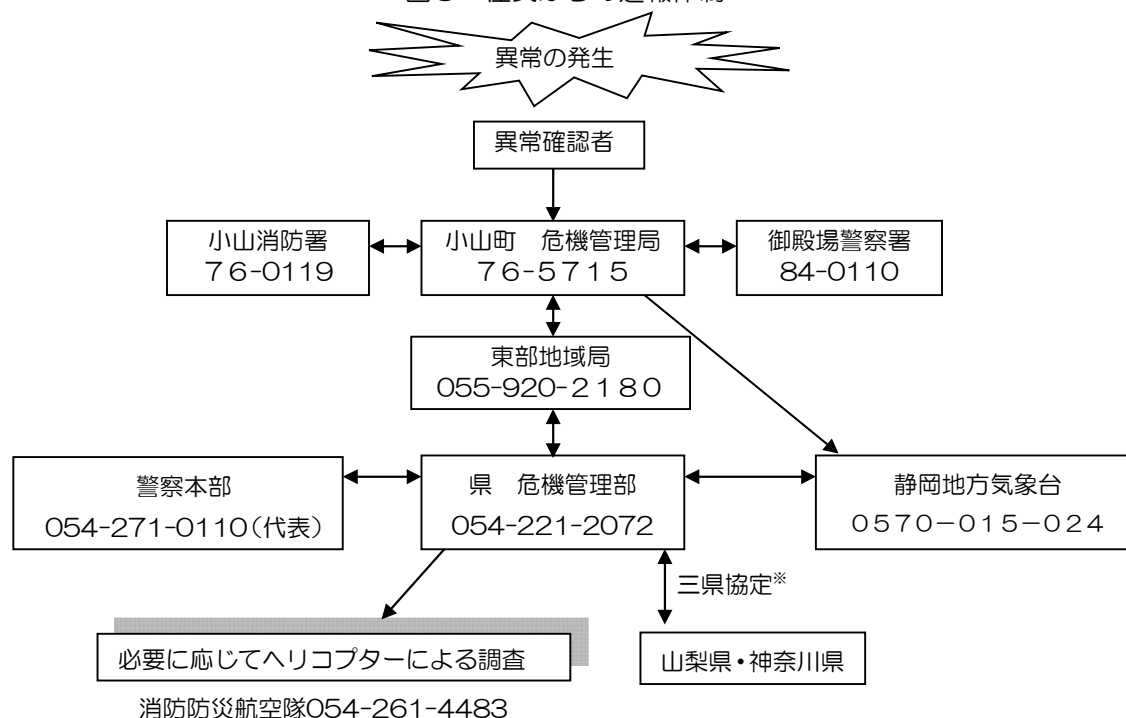 異常の発生
異常確認者
小山消防署
76-0119
小山町　危機管理局
76-5715
御殿場警察署
84-0110
東部地域局
055-920-2180
警察本部
054-271-0110(代表)
県　危機管理部
054-221-2072
静岡地方気象台
0570-015-024
三県協定※
必要に応じてヘリコプターによる調査
山梨県・神奈川県
消防防災航空隊054-261-4483